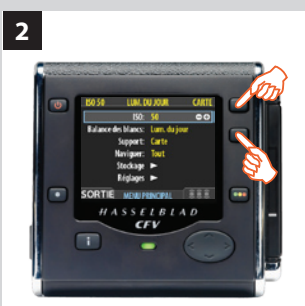 2
ISO 50 LUM. DU JOUR CARTE
ISO: 50
Balance des blancs: Lum. du jour
Support: Carte
Naviguer: Tout
Stockage
Réglages
SORTIE MENU PRINCIPAL
HASSELBLAD
CFV
i